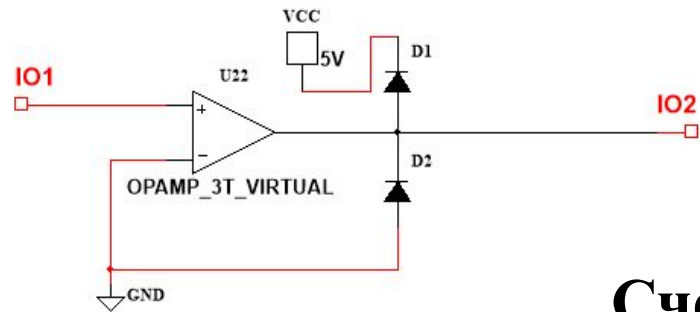 VCC
5V
D1
U22
IO1
IO2
+
−
D2
OPAMP_3T_VIRTUAL
GND